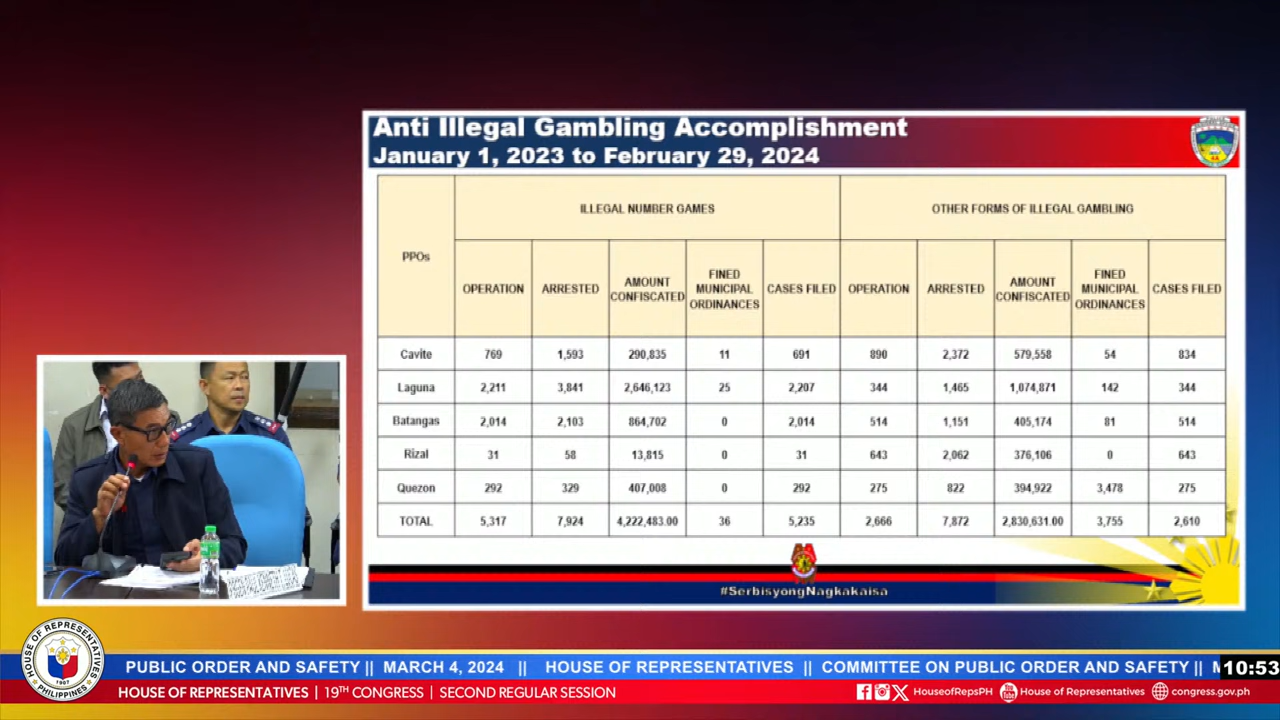 Anti Illegal Gambling Accomplishment
January 1, 2023 to February 29, 2024
PPOs
ILLEGAL NUMBER GAMES
OTHER FORMS OF ILLEGAL GAMBLING
OPERATION
ARRESTED
AMOUNT CONFISCATED
FINED MUNICIPAL ORDINANCES
CASES FILED
OPERATION
ARRESTED
AMOUNT CONFISCATED
FINED MUNICIPAL ORDINANCES
CASES FILED
Cavite 769 1,593 290,835 11 691 890 2,372 579,558 54 834
Laguna 2,211 3,841 2,646,123 25 2,207 344 1,465 1,074,871 142 344
Batangas 2,014 2,103 864,702 0 2,014 514 1,151 405,174 81 514
Rizal 31 58 13,815 0 31 643 2,062 376,106 0 643
Quezon 292 329 407,008 0 292 275 822 394,922 3,478 275
TOTAL 5,317 7,924 4,222,483.00 36 5,235 2,666 7,872 2,830,631.00 3,755 2,610
#SerbisyongNagkakaisa
HOUSE OF REPRESENTATIVES
PHILIPPINES
1907
PUBLIC ORDER AND SAFETY || MARCH 4, 2024 || HOUSE OF REPRESENTATIVES || COMMITTEE ON PUBLIC ORDER AND SAFETY || M
10:53
HOUSE OF REPRESENTATIVES | 19TH CONGRESS | SECOND REGULAR SESSION
HouseofRepsPH
House of Representatives
congress.gov.ph